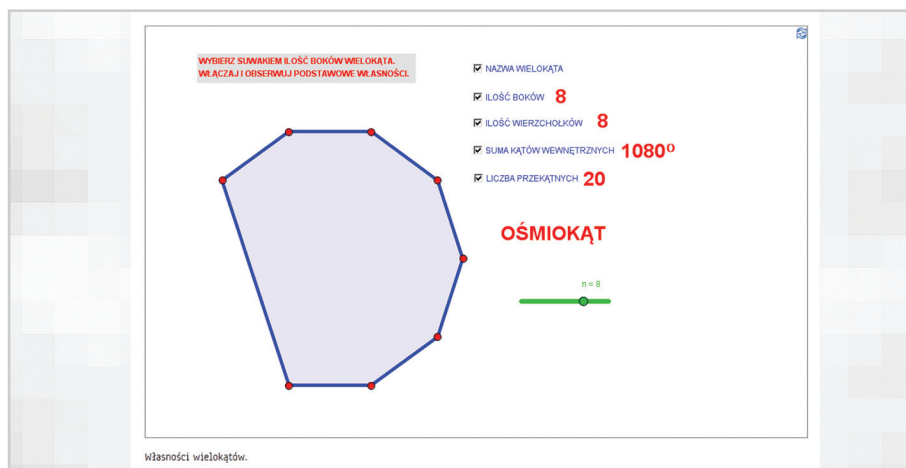 WYBIERZ SUWAKIEM ILOŚĆ BOKÓW WIELOKĄTA.
WŁĄCZAJ I OBSERWUJ PODSTAWOWE WŁASNOŚCI.
NAZWA WIELOKĄTA
ILOŚĆ BOKÓW 8
ILOŚĆ WIERZCHOŁKÓW 8
SUMA KĄTÓW WEWNĘTRZNYCH 1080º
LICZBA PRZEKĄTNYCH 20
OŚMIOKĄT
n = 8
Własności wielokątów.